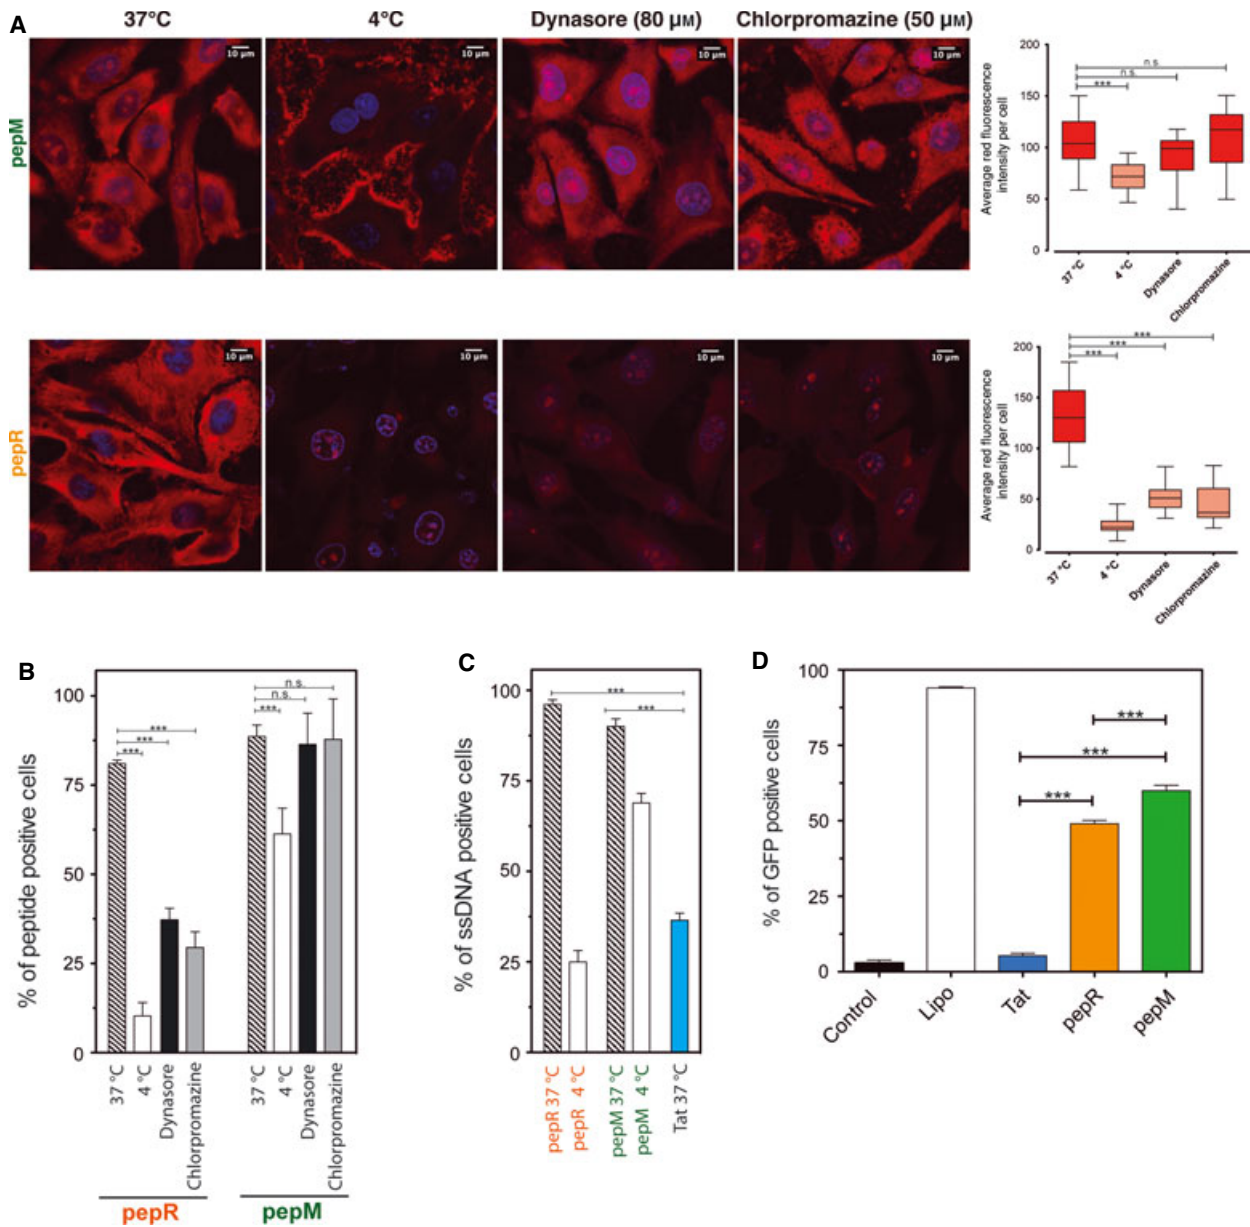 A
37°C
4°C
Dynasore (80 µM)
Chlorpromazine (50 µM)
pepM
10 µm
10 µm
10 µm
10 µm
Average red fluorescence
intensity per cell
200
150
100
50
0
n.s.
n.s.
***
37 °C
4 °C
Dynasore
Chlorpromazine
pepR
10 µm
10 µm
10 µm
10 µm
Average red fluorescence
intensity per cell
200
150
100
50
0
***
***
***
37 °C
4 °C
Dynasore
Chlorpromazine
B
% of peptide positive cells
100
75
50
25
0
***
***
***
n.s.
n.s.
***
37 °C
4 °C
Dynasore
Chlorpromazine
37 °C
4 °C
Dynasore
Chlorpromazine
pepR
pepM
C
% of ssDNA positive cells
100
75
50
25
0
***
***
pepR 37 °C
pepR 4 °C
pepM 37 °C
pepM 4 °C
Tat 37 °C
D
% of GFP positive cells
100
75
50
25
0
***
***
***
Control
Lipo
Tat
pepR
pepM